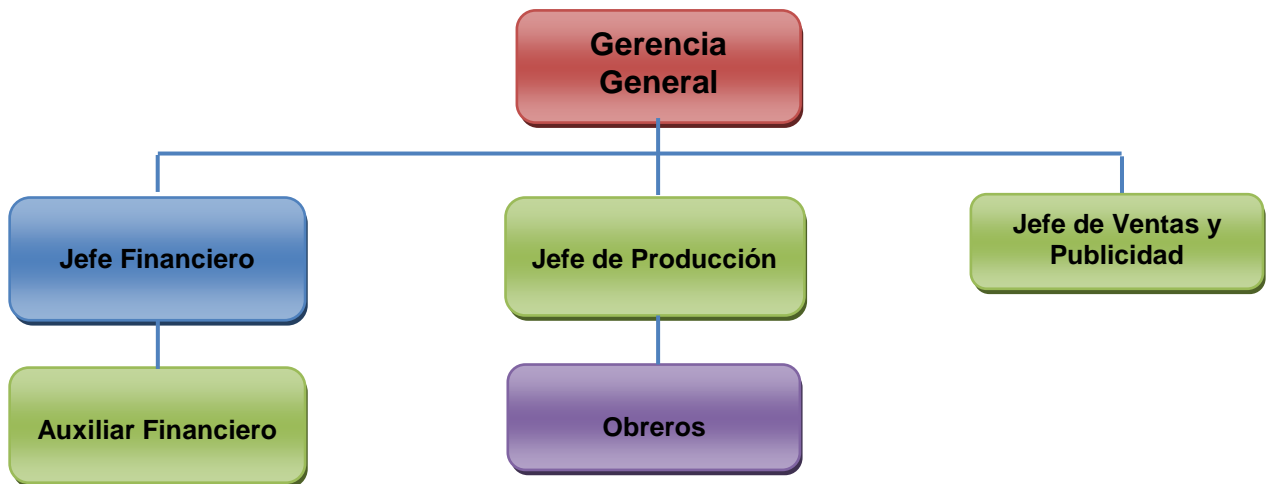 Gerencia
General
Jefe Financiero
Jefe de Producción
Jefe de Ventas y
Publicidad
Auxiliar Financiero
Obreros